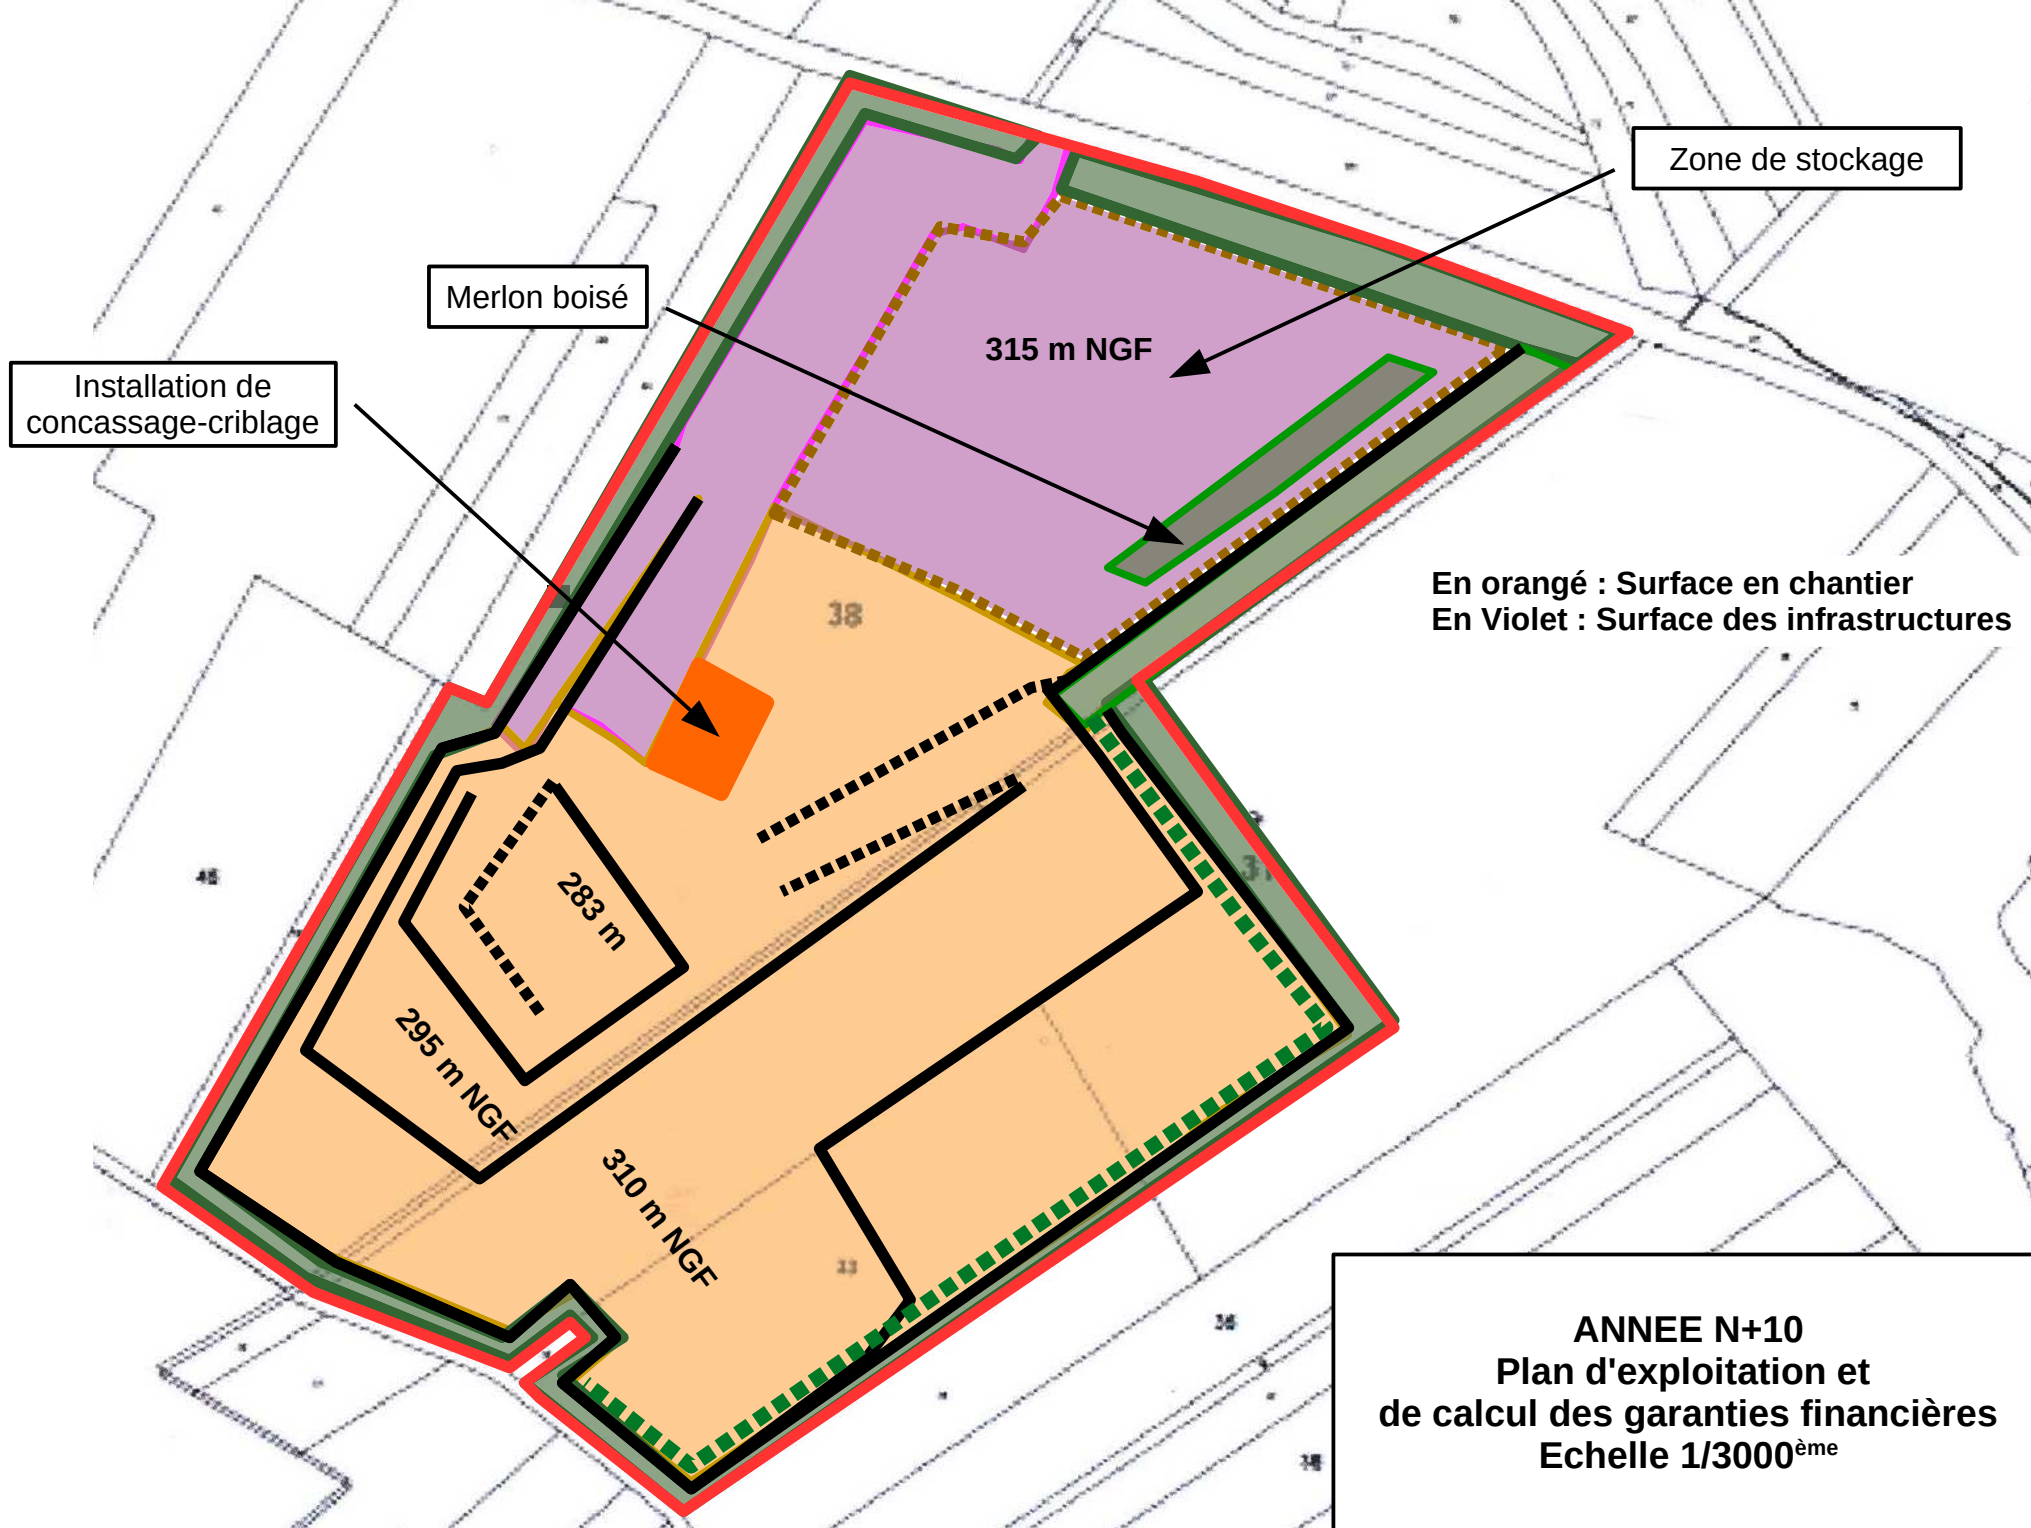 Zone de stockage
Merlon boisé
315 m NGF
Installation de
concassage-criblage
En orangé : Surface en chantier
En Violet : Surface des infrastructures
38
283 m
295 m NGF
310 m NGF
33
ANNEE N+10
Plan d'exploitation et
de calcul des garanties financières
Echelle 1/3000ème